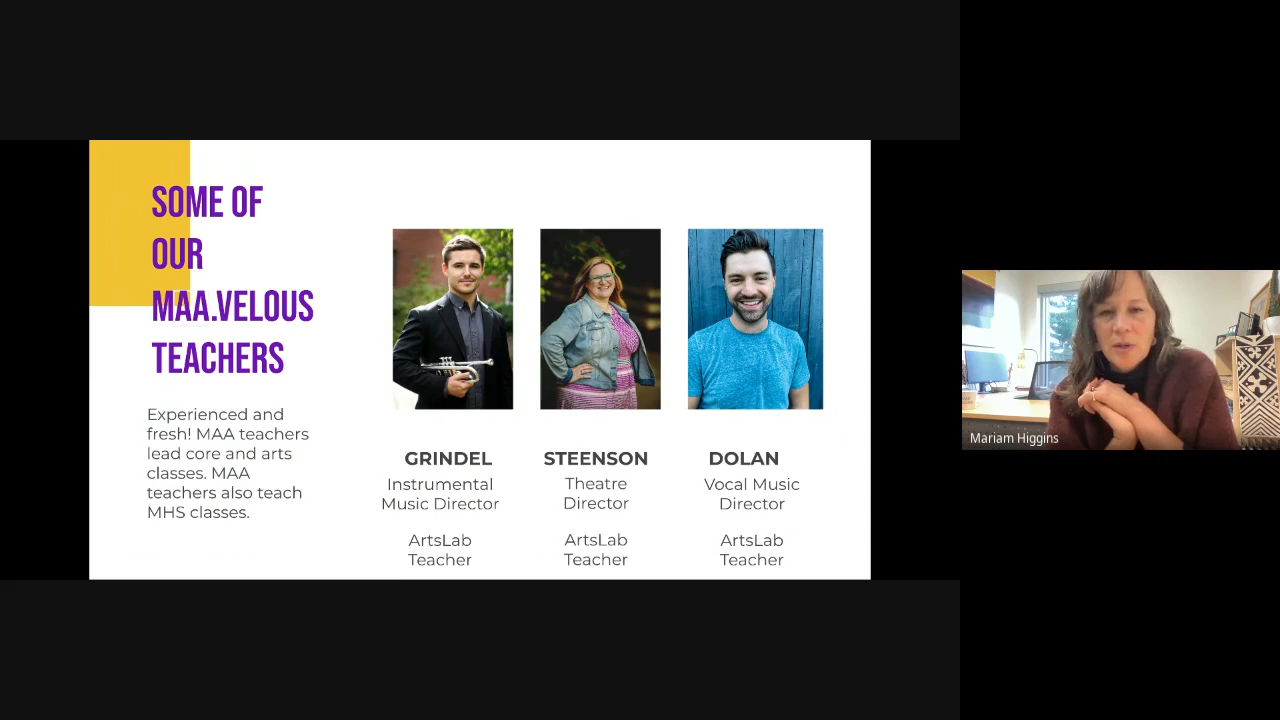 SOME OF
OUR
MAA.VELOUS
TEACHERS
Experienced and
fresh! MAA teachers
lead core and arts
classes. MAA
teachers also teach
MHS classes.
GRINDEL
Instrumental
Music Director
ArtsLab
Teacher
STEENSON
Theatre
Director
ArtsLab
Teacher
DOLAN
Vocal Music
Director
ArtsLab
Teacher
Mariam Higgins